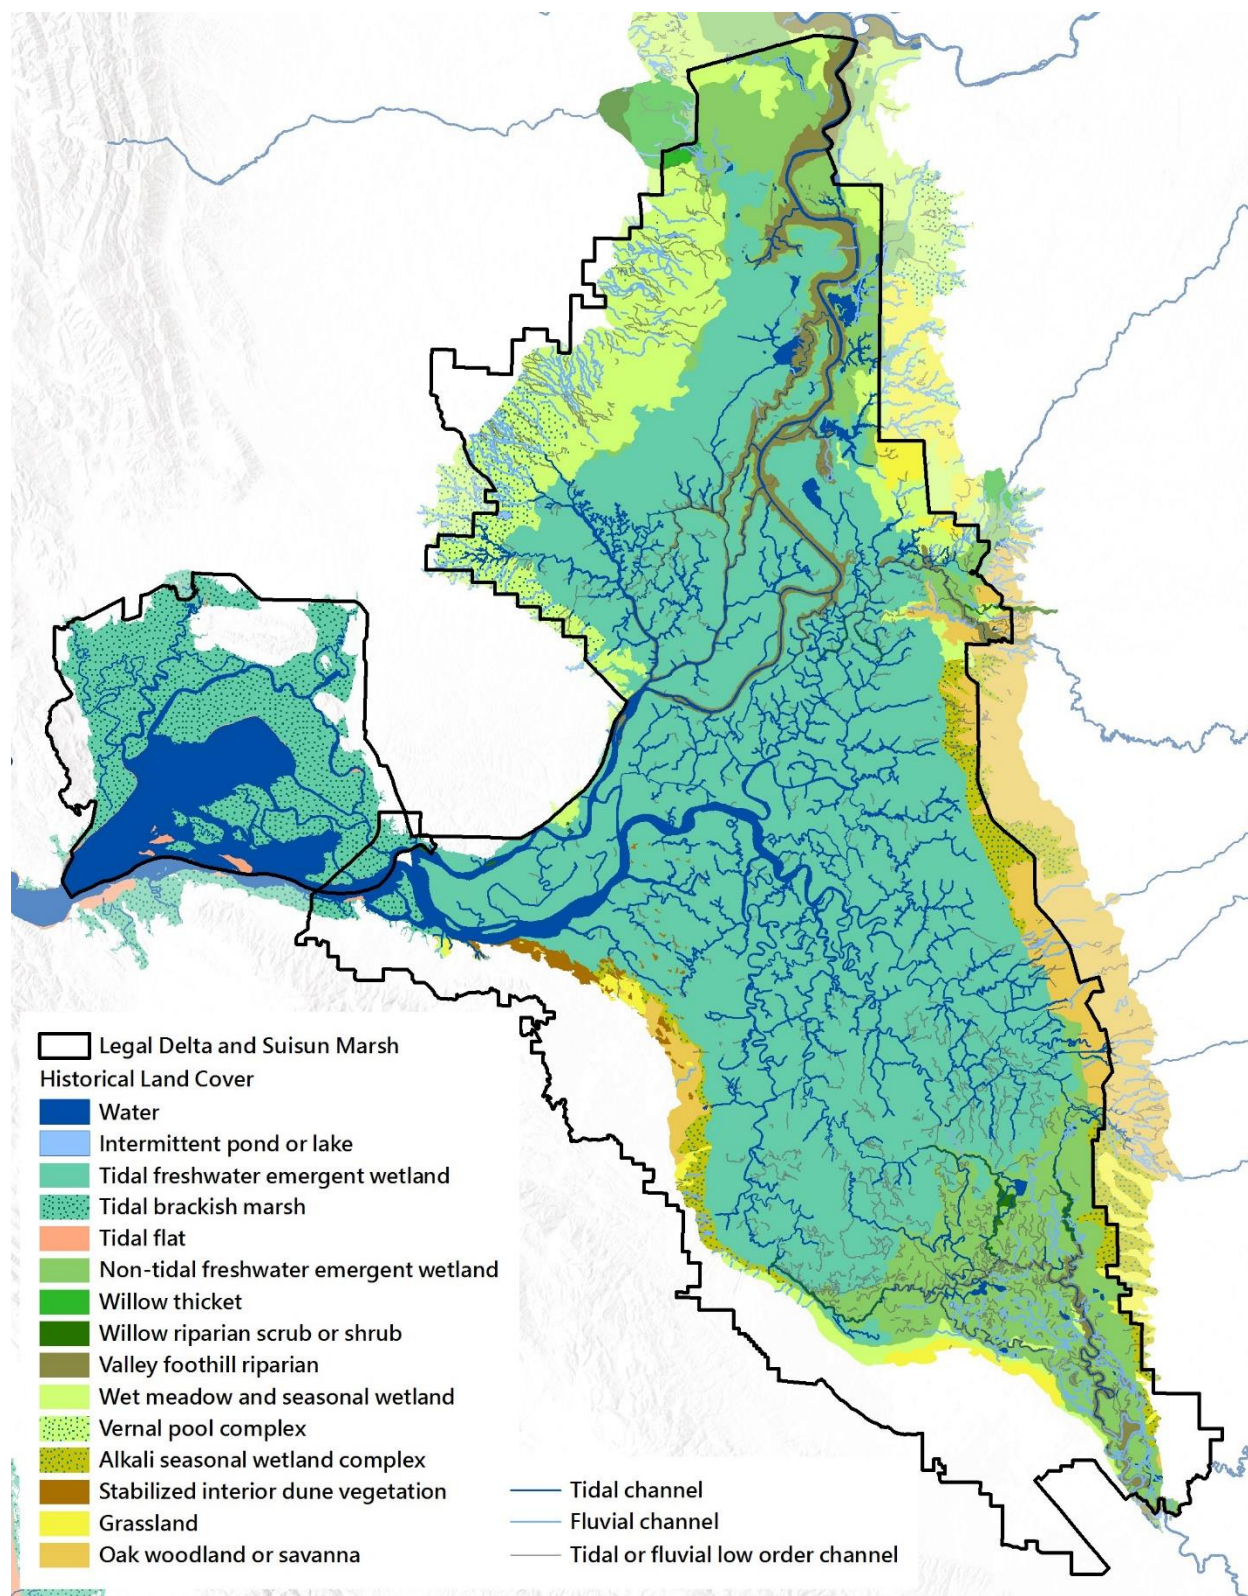 Legal Delta and Suisun Marsh
Historical Land Cover
Water
Intermittent pond or lake
Tidal freshwater emergent wetland
Tidal brackish marsh
Tidal flat
Non-tidal freshwater emergent wetland
Willow thicket
Willow riparian scrub or shrub
Valley foothill riparian
Wet meadow and seasonal wetland
Vernal pool complex
Alkali seasonal wetland complex
Stabilized interior dune vegetation
Grassland
Oak woodland or savanna
Tidal channel
Fluvial channel
Tidal or fluvial low order channel